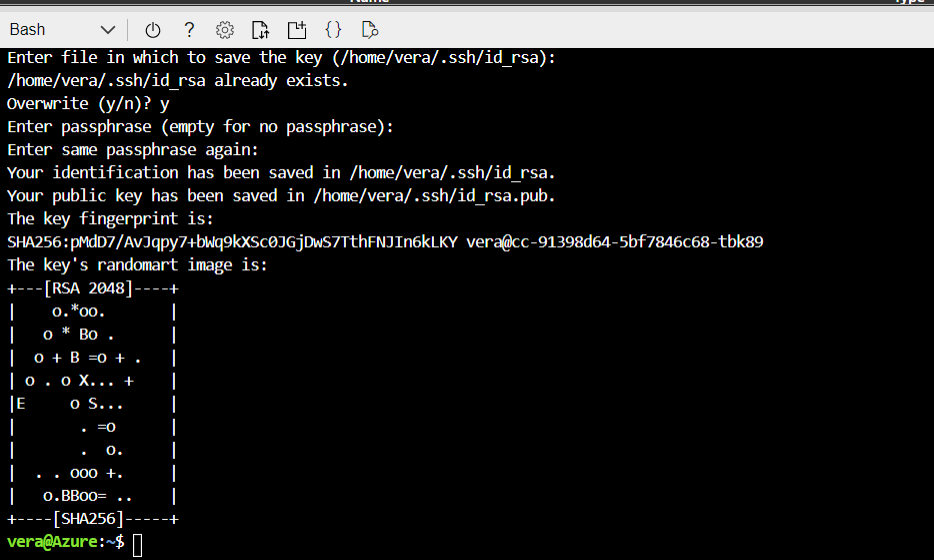 Name Type
Bash ? {}
Enter file in which to save the key (/home/vera/.ssh/id_rsa):
/home/vera/.ssh/id_rsa already exists.
Overwrite (y/n)? y
Enter passphrase (empty for no passphrase):
Enter same passphrase again:
Your identification has been saved in /home/vera/.ssh/id_rsa.
Your public key has been saved in /home/vera/.ssh/id_rsa.pub.
The key fingerprint is:
SHA256:pMdD7/AvJqpy7+bWq9kXSc0JGjDwS7TthFNJIn6kLKY vera@cc-91398d64-5bf7846c68-tbk89
The key's randomart image is:
+---[RSA 2048]----+
|    o.*oo.       |
|   o * Bo .      |
|  o + B =o + .   |
| o . o X... +    |
|E     o S...     |
|       . =o      |
|       .  o.     |
|  . . ooo +.     |
|   o.BBoo= ..    |
+----[SHA256]-----+
vera@Azure:~$